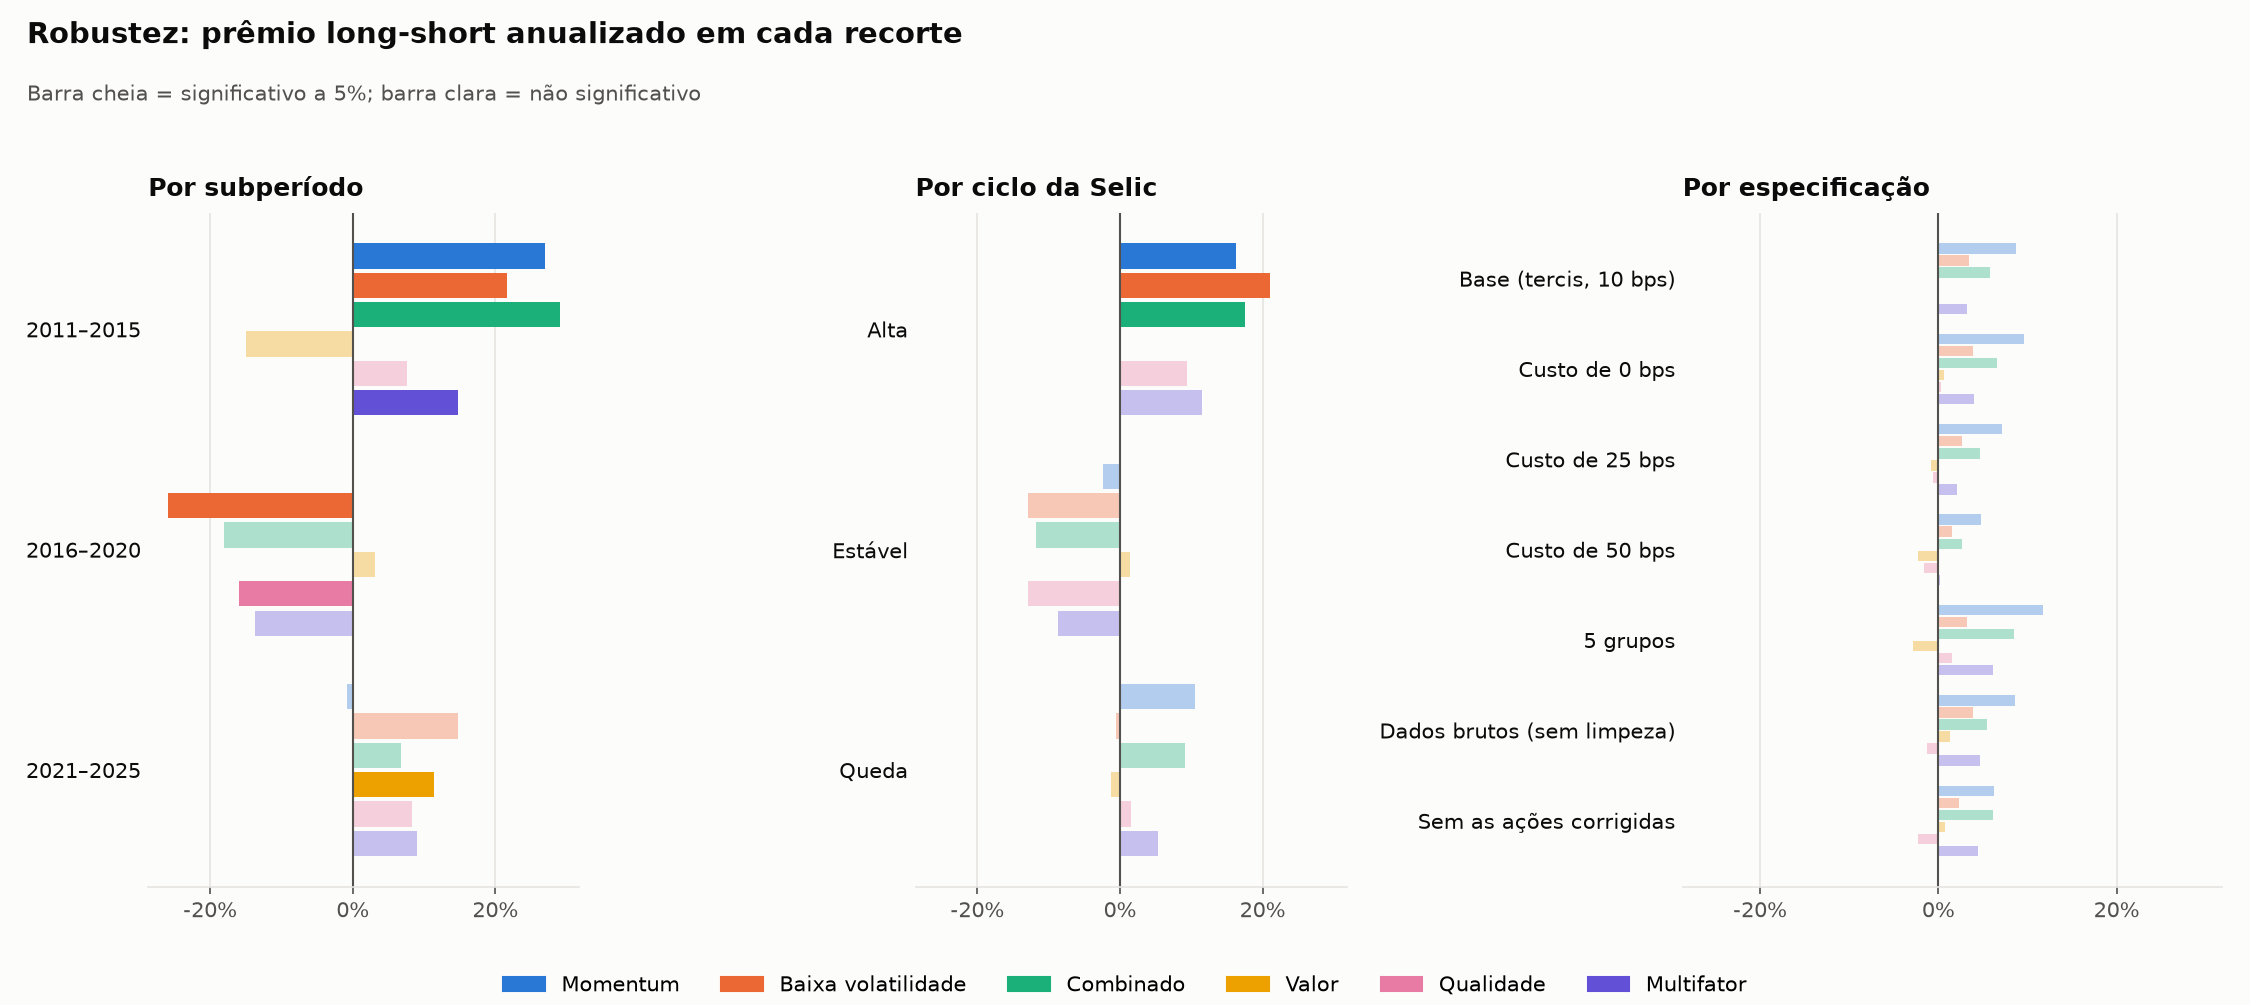 Robustez: prêmio long-short anualizado em cada recorte
Barra cheia = significativo a 5%; barra clara = não significativo
Por subperíodo
2011–2015
2016–2020
2021–2025
-20%
0%
20%
Por ciclo da Selic
Alta
Estável
Queda
-20%
0%
20%
Por especificação
Base (tercis, 10 bps)
Custo de 0 bps
Custo de 25 bps
Custo de 50 bps
5 grupos
Dados brutos (sem limpeza)
Sem as ações corrigidas
-20%
0%
20%
Momentum
Baixa volatilidade
Combinado
Valor
Qualidade
Multifator